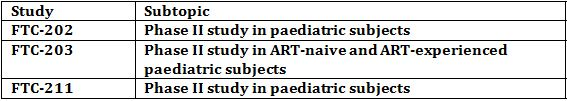 Study Subtopic
FTC-202 Phase II study in paediatric subjects
FTC-203 Phase II study in ART-naive and ART-experienced
paediatric subjects
FTC-211 Phase II study in paediatric subjects